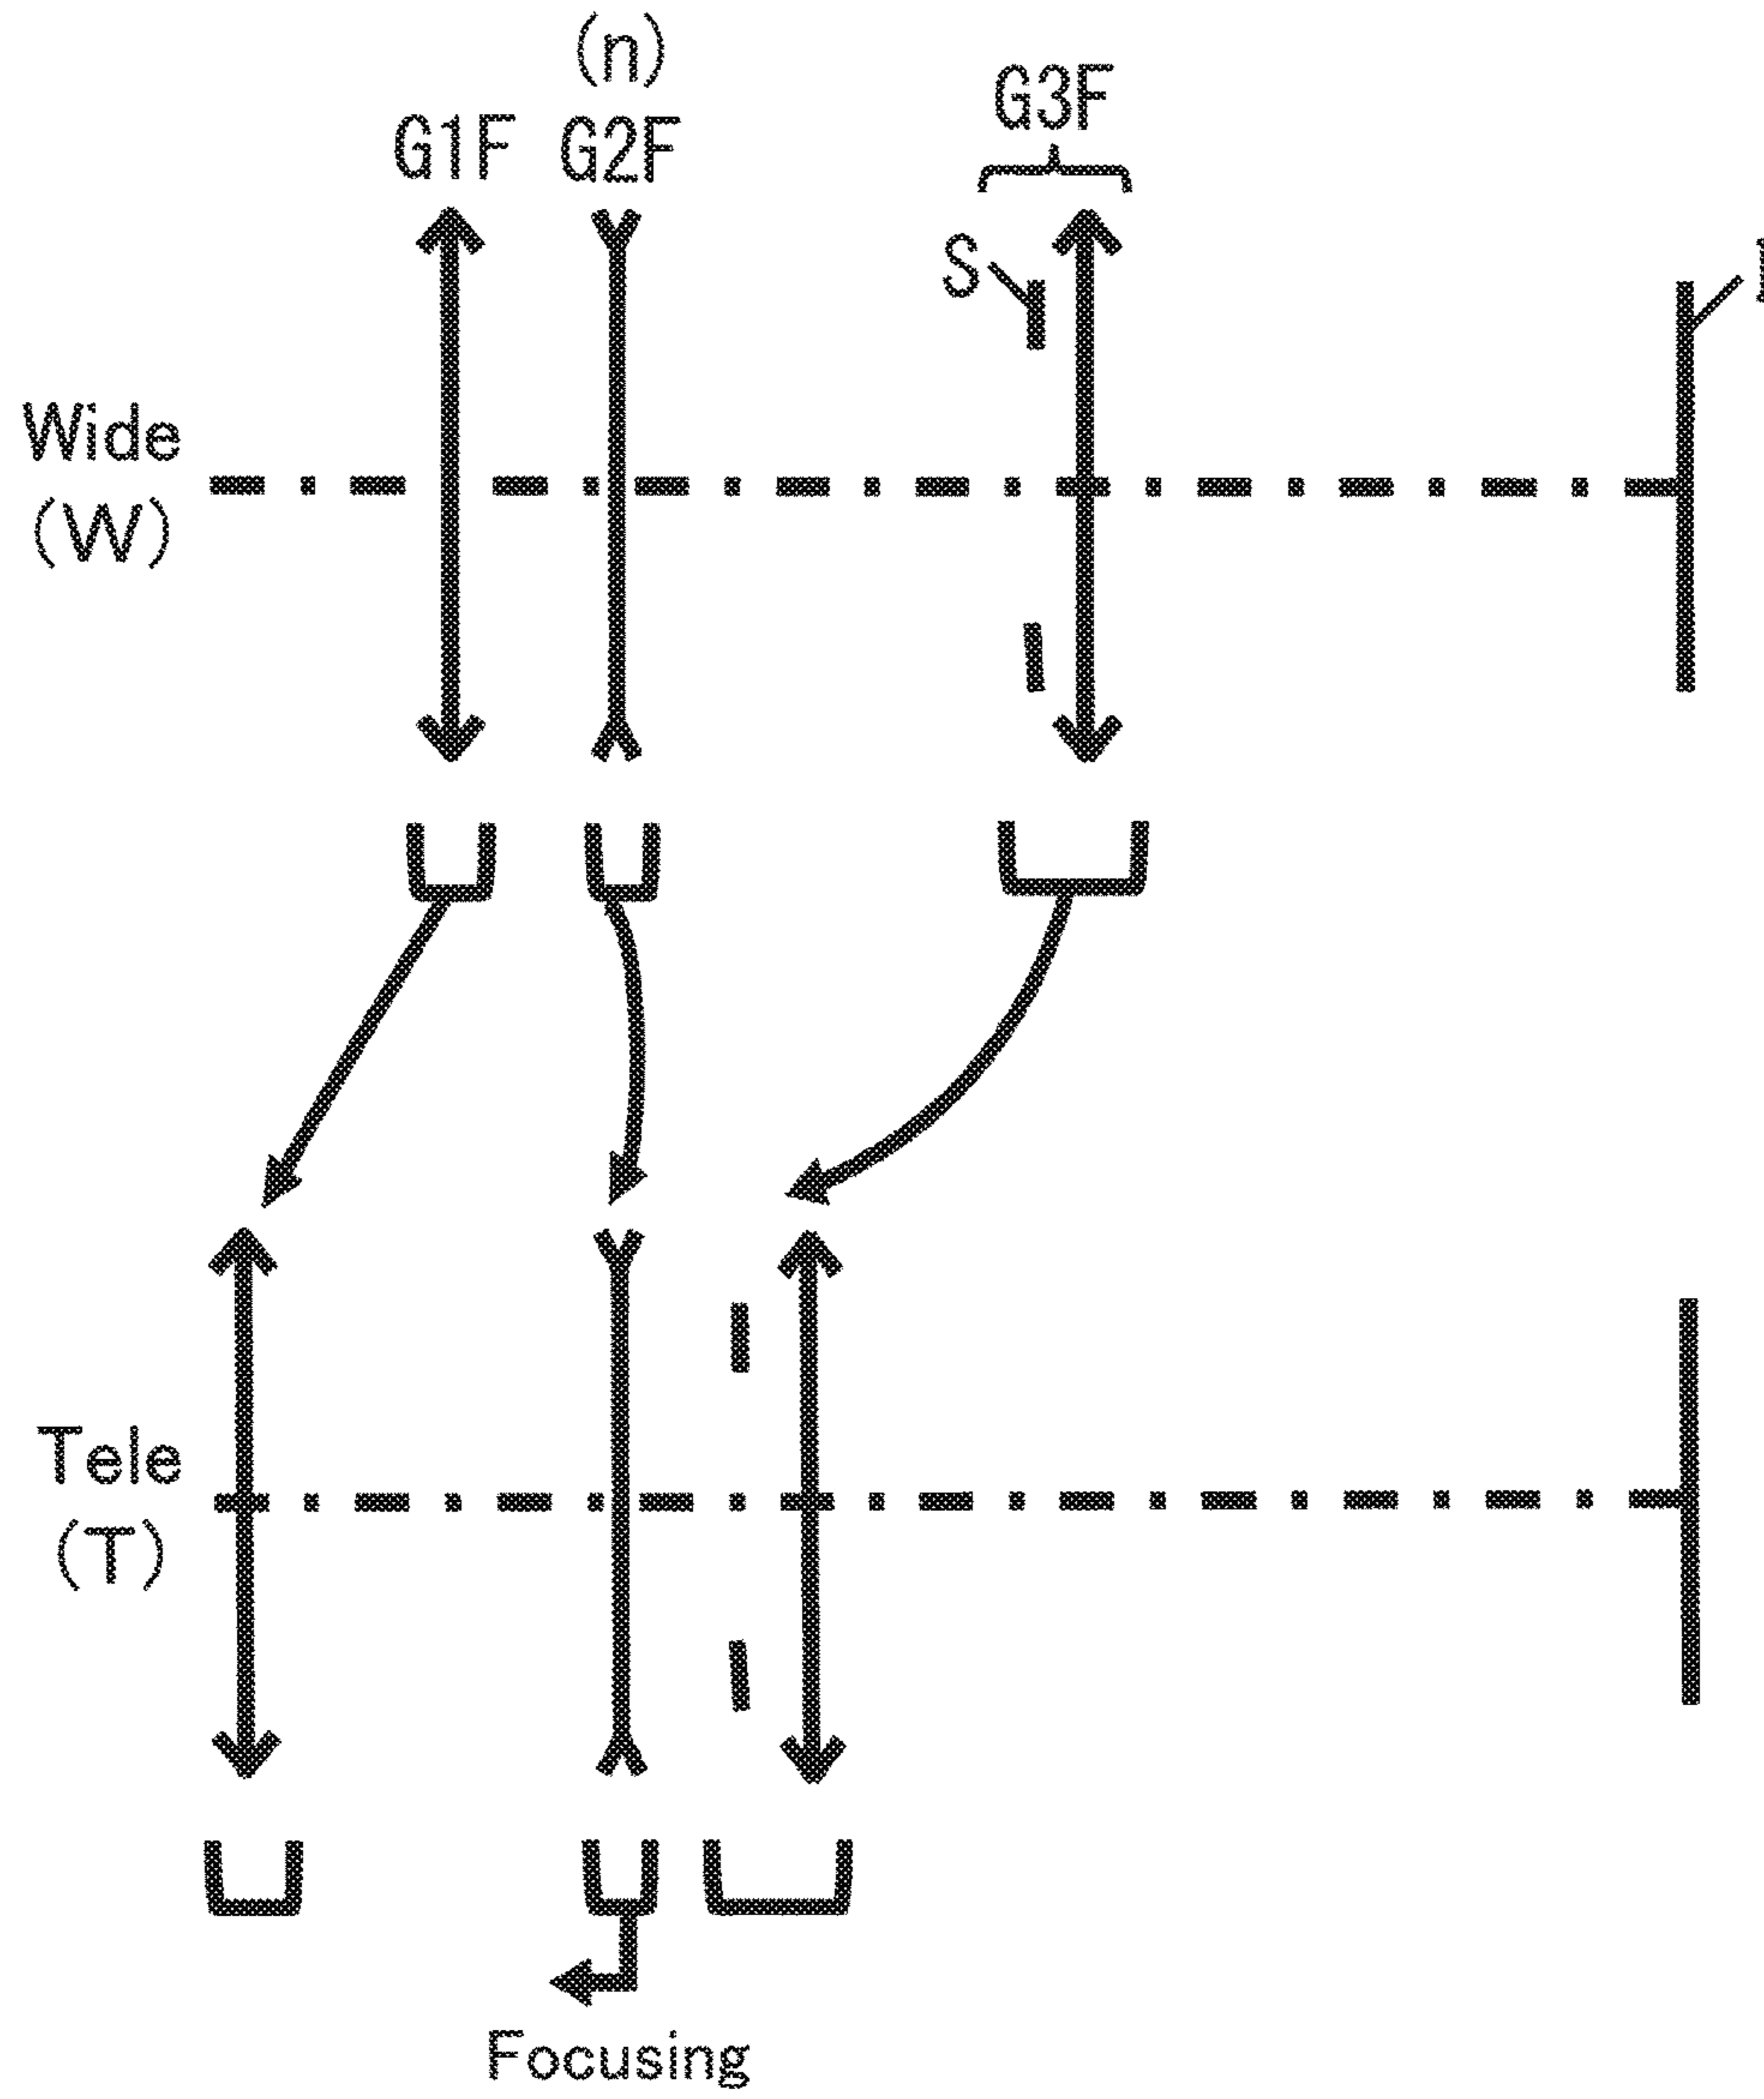 (n)
G1F G2F G3F
S
Wide
(W)
Tele
(T)
Focusing